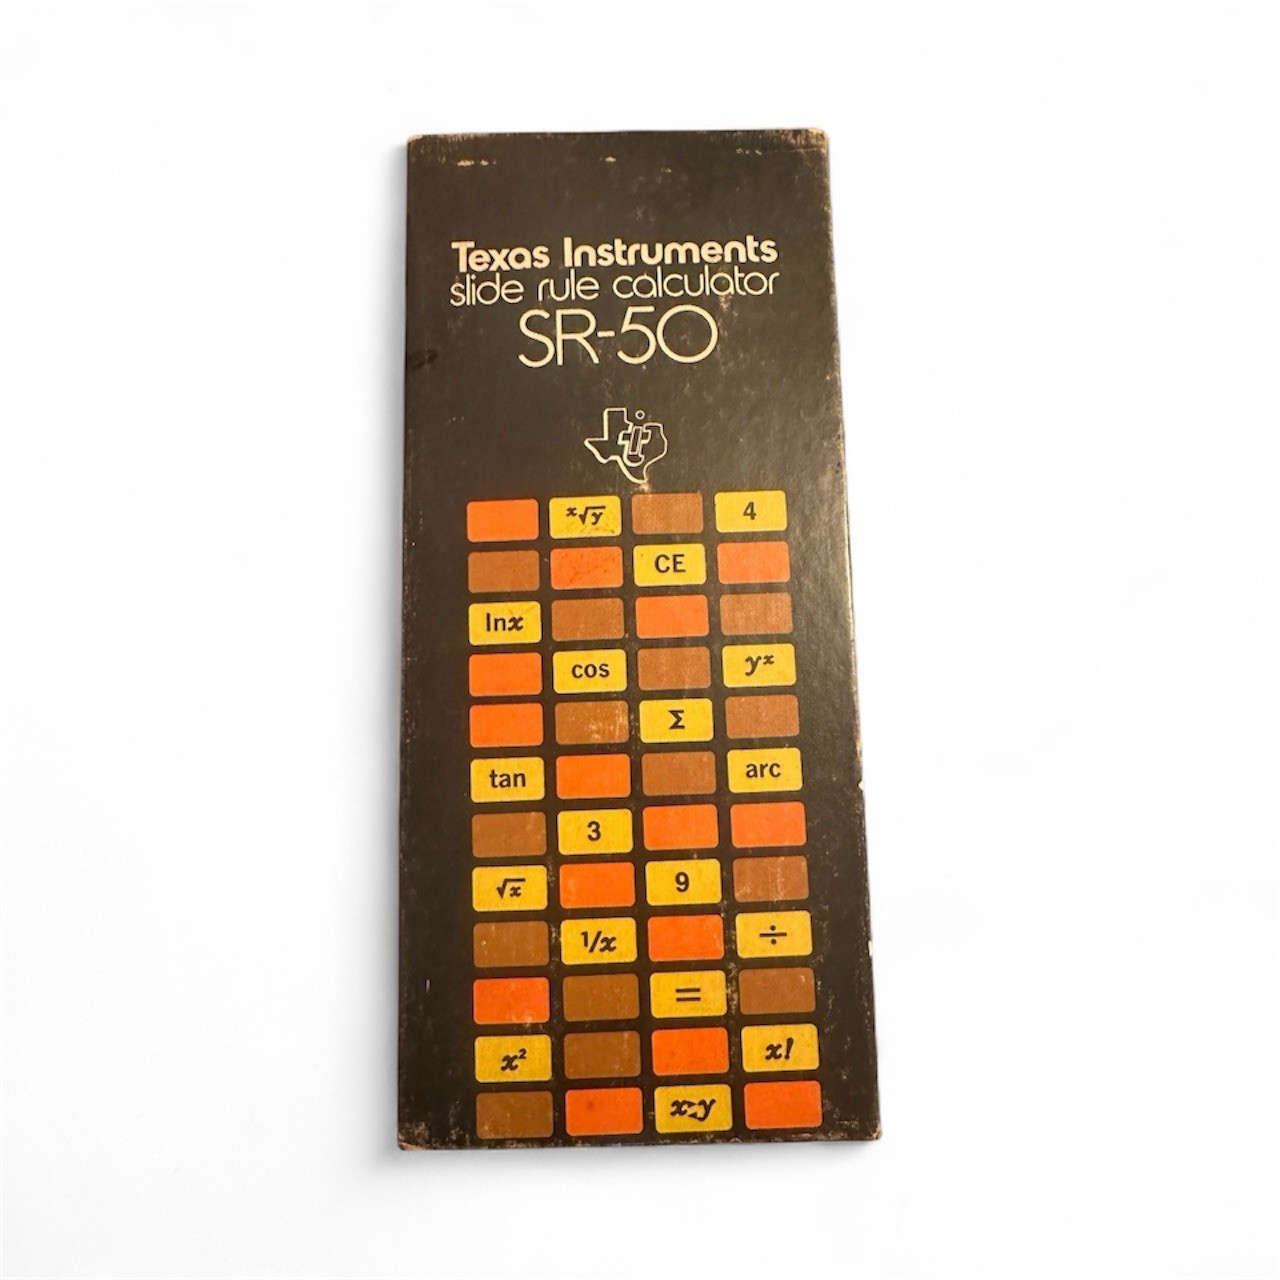 Texas Instruments
slide rule calculator
SR-50
ˣ√y 4
CE
lnx
cos yˣ
Σ
tan arc
3
√x 9
1/x ÷
=
x² x!
x⇄y